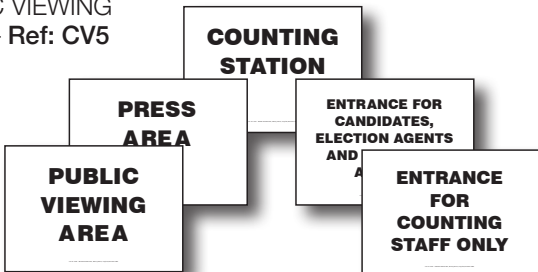 C VIEWING
Ref: CV5
COUNTING
STATION
PRESS
AREA
ENTRANCE FOR
CANDIDATES,
ELECTION AGENTS
AND
PUBLIC
VIEWING
AREA
ENTRANCE
FOR
COUNTING
STAFF ONLY